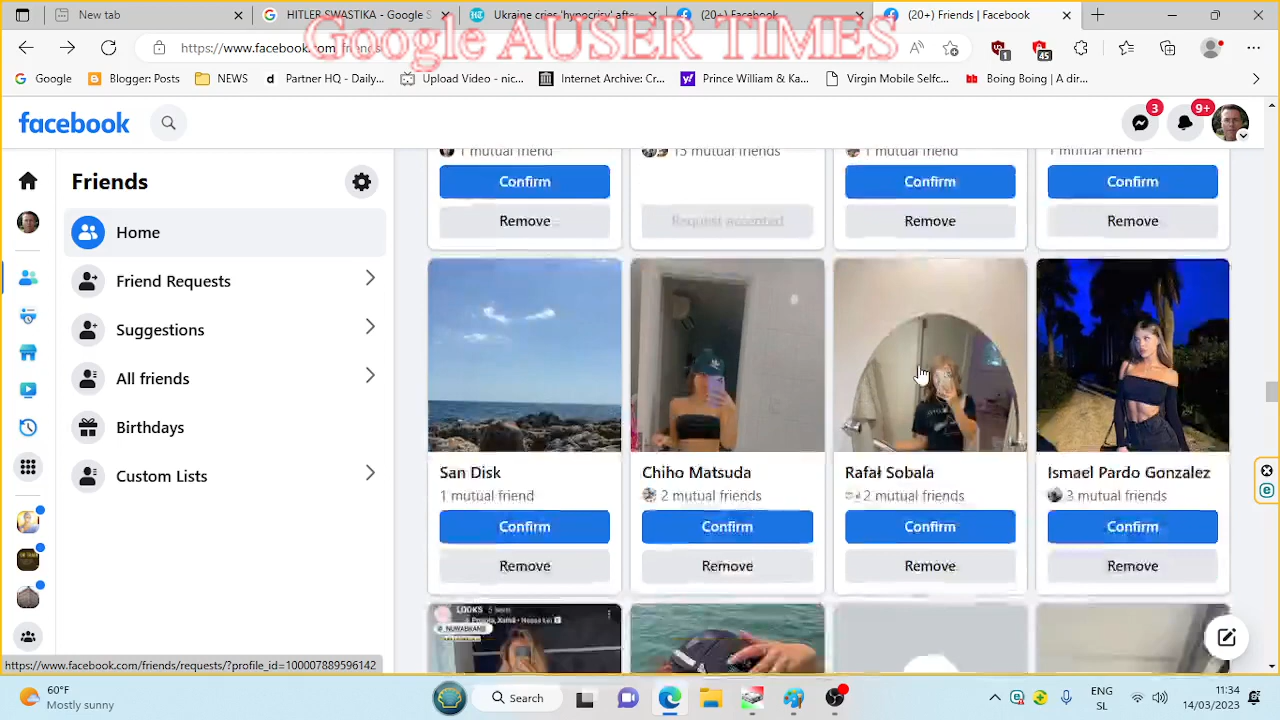 New tab
HITLER SWASTIKA - Google S
Ukraine cries 'hypocrisy' afte
(20+) Facebook
(20+) Friends | Facebook
Google AUSER TIMES
https://www.facebook.com/friends
1
45
Google
Blogger: Posts
NEWS
Partner HQ - Daily...
Upload Video - nic...
Internet Archive: Cr...
Prince William & Ka...
Virgin Mobile Selfc...
Boing Boing | A dir...
facebook
3
9+
Friends
Home
Friend Requests
Suggestions
All friends
Birthdays
Custom Lists
1 mutual friend
15 mutual friends
1 mutual friend
1 mutual friend
Confirm
Confirm
Confirm
Remove
Request accepted
Remove
Remove
San Disk
Chiho Matsuda
Rafał Sobala
Ismael Pardo Gonzalez
1 mutual friend
2 mutual friends
2 mutual friends
3 mutual friends
Confirm
Confirm
Confirm
Confirm
Remove
Remove
Remove
Remove
LOOKS
https://www.facebook.com/friends/requests/?profile_id=100007889596142
60°F
Mostly sunny
Search
ENG
SL
11:34
14/03/2023